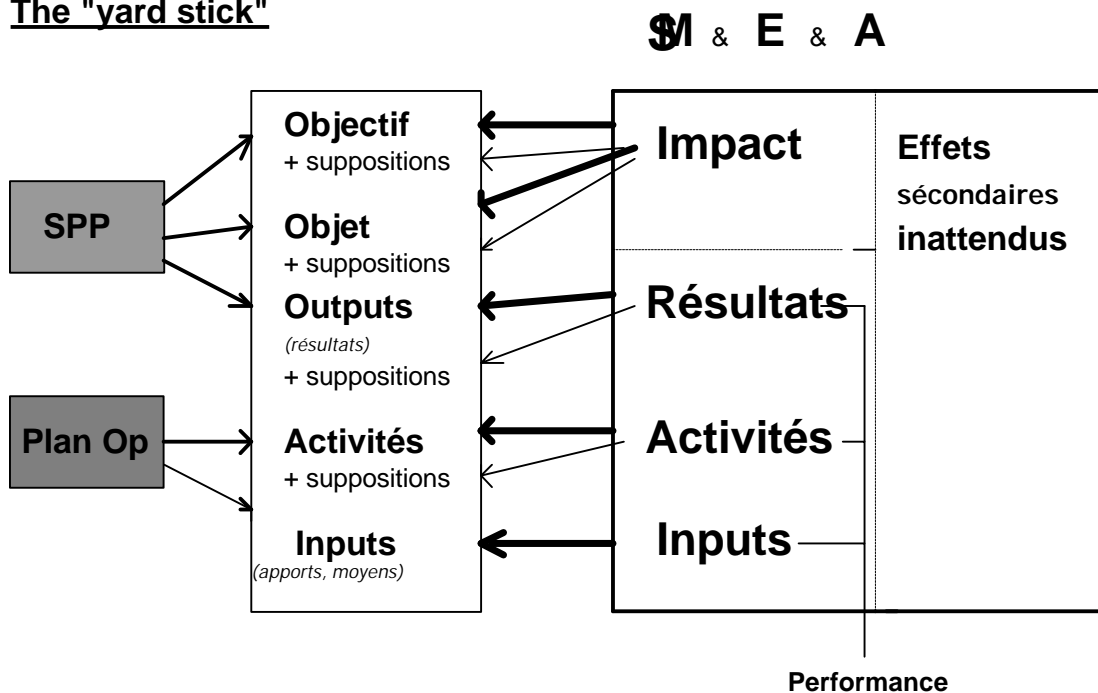 The "yard stick"
& E & A
SPP
Plan Op
Objectif
+ suppositions
Objet
+ suppositions
Outputs
(résultats)
+ suppositions
Activités
+ suppositions
Inputs
(apports, moyens)
Impact
Résultats
Activités
Inputs
Effets
sécondaires
inattendus
Performance